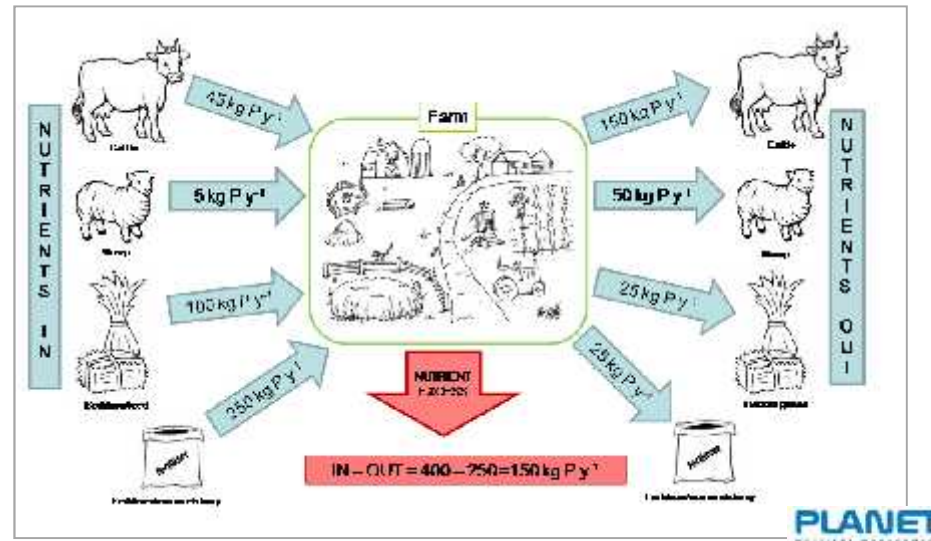 Farm
45 kg P y⁻¹
150 kg P y⁻¹
NUTRIENTS IN
NUTRIENTS OUT
Cattle
Cattle
5 kg P y⁻¹
50 kg P y⁻¹
Sheep
Sheep
100 kg P y⁻¹
25 kg P y⁻¹
NUTRIENT
250 kg P y⁻¹
25 kg P y⁻¹
IN – OUT = 400 – 250 = 150 kg P y⁻¹
PLANET